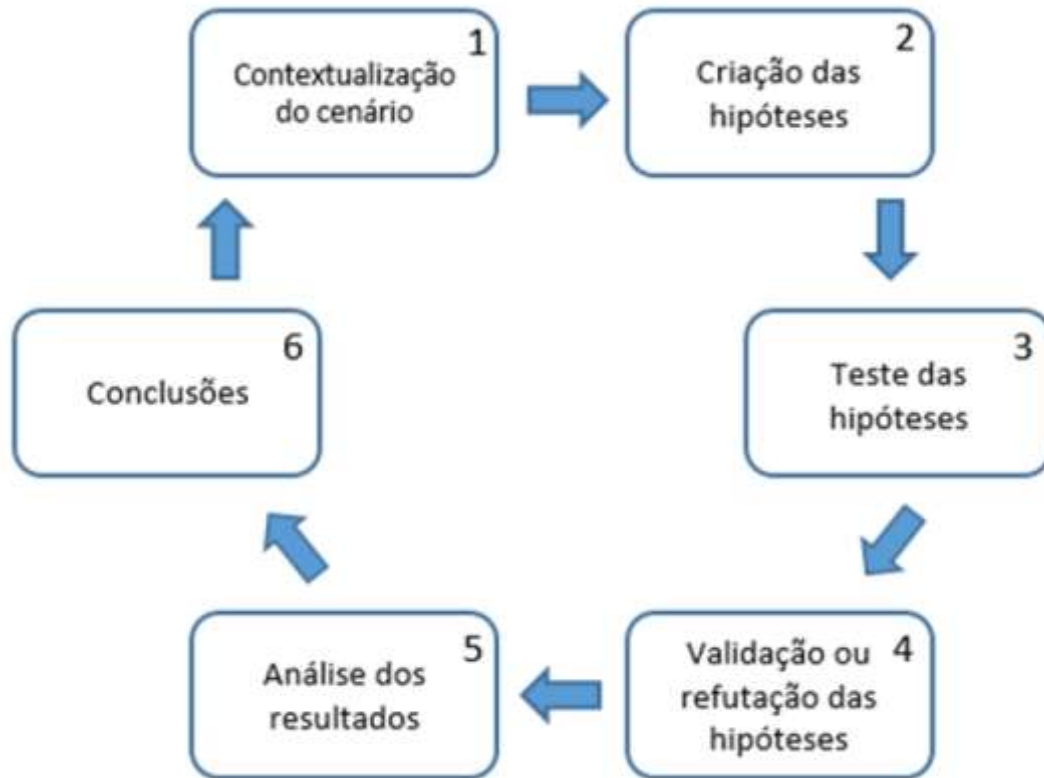 1
Contextualização
do cenário
2
Criação das
hipóteses
3
Teste das
hipóteses
4
Validação ou
refutação das
hipóteses
5
Análise dos
resultados
6
Conclusões